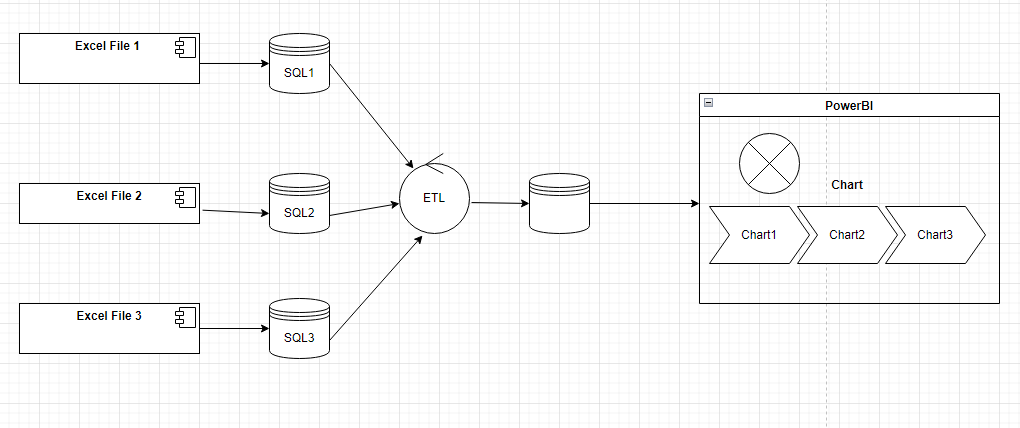 Excel File 1
SQL1
PowerBI
Excel File 2
SQL2
ETL
Chart
Chart1
Chart2
Chart3
Excel File 3
SQL3